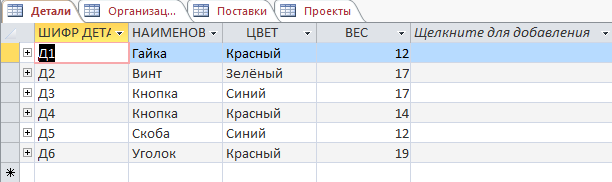 Детали Организац... Поставки Проекты
ШИФР ДЕТА НАИМЕНОВ ЦВЕТ ВЕС Щелкните для добавления
Д1 Гайка Красный 12
Д2 Винт Зелёный 17
Д3 Кнопка Синий 17
Д4 Кнопка Красный 14
Д5 Скоба Синий 12
Д6 Уголок Красный 19